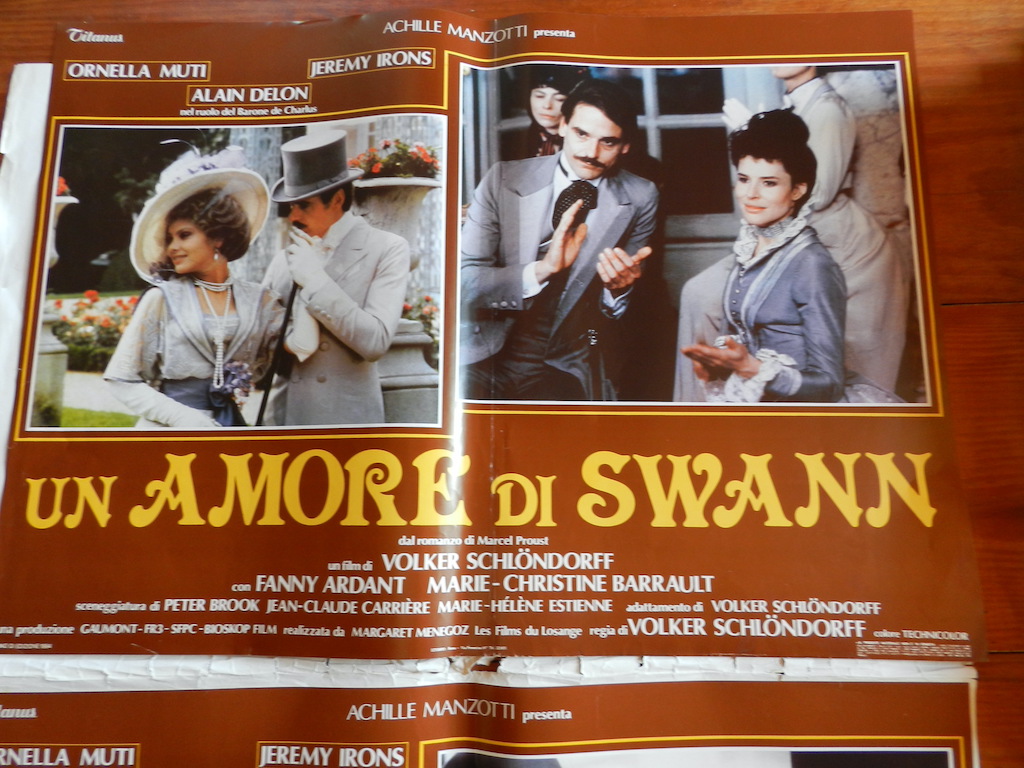 Titanus
ACHILLE MANZOTTI presenta
ORNELLA MUTI
JEREMY IRONS
ALAIN DELON
nel ruolo del Barone de Charlus
UN AMORE DI SWANN
dal romanzo di Marcel Proust
un film di VOLKER SCHLÖNDORFF
con FANNY ARDANT MARIE-CHRISTINE BARRAULT
sceneggiatura di PETER BROOK JEAN-CLAUDE CARRIÈRE MARIE-HÉLÈNE ESTIENNE adattamento di VOLKER SCHLÖNDORFF
una produzione GAUMONT-FR3-SFPC-BIOSKOP FILM realizzata da MARGARET MENEGOZ Les Films du Losange regia di VOLKER SCHLÖNDORFF colore TECHNICOLOR
ACHILLE MANZOTTI presenta
RNELLA MUTI
JEREMY IRONS